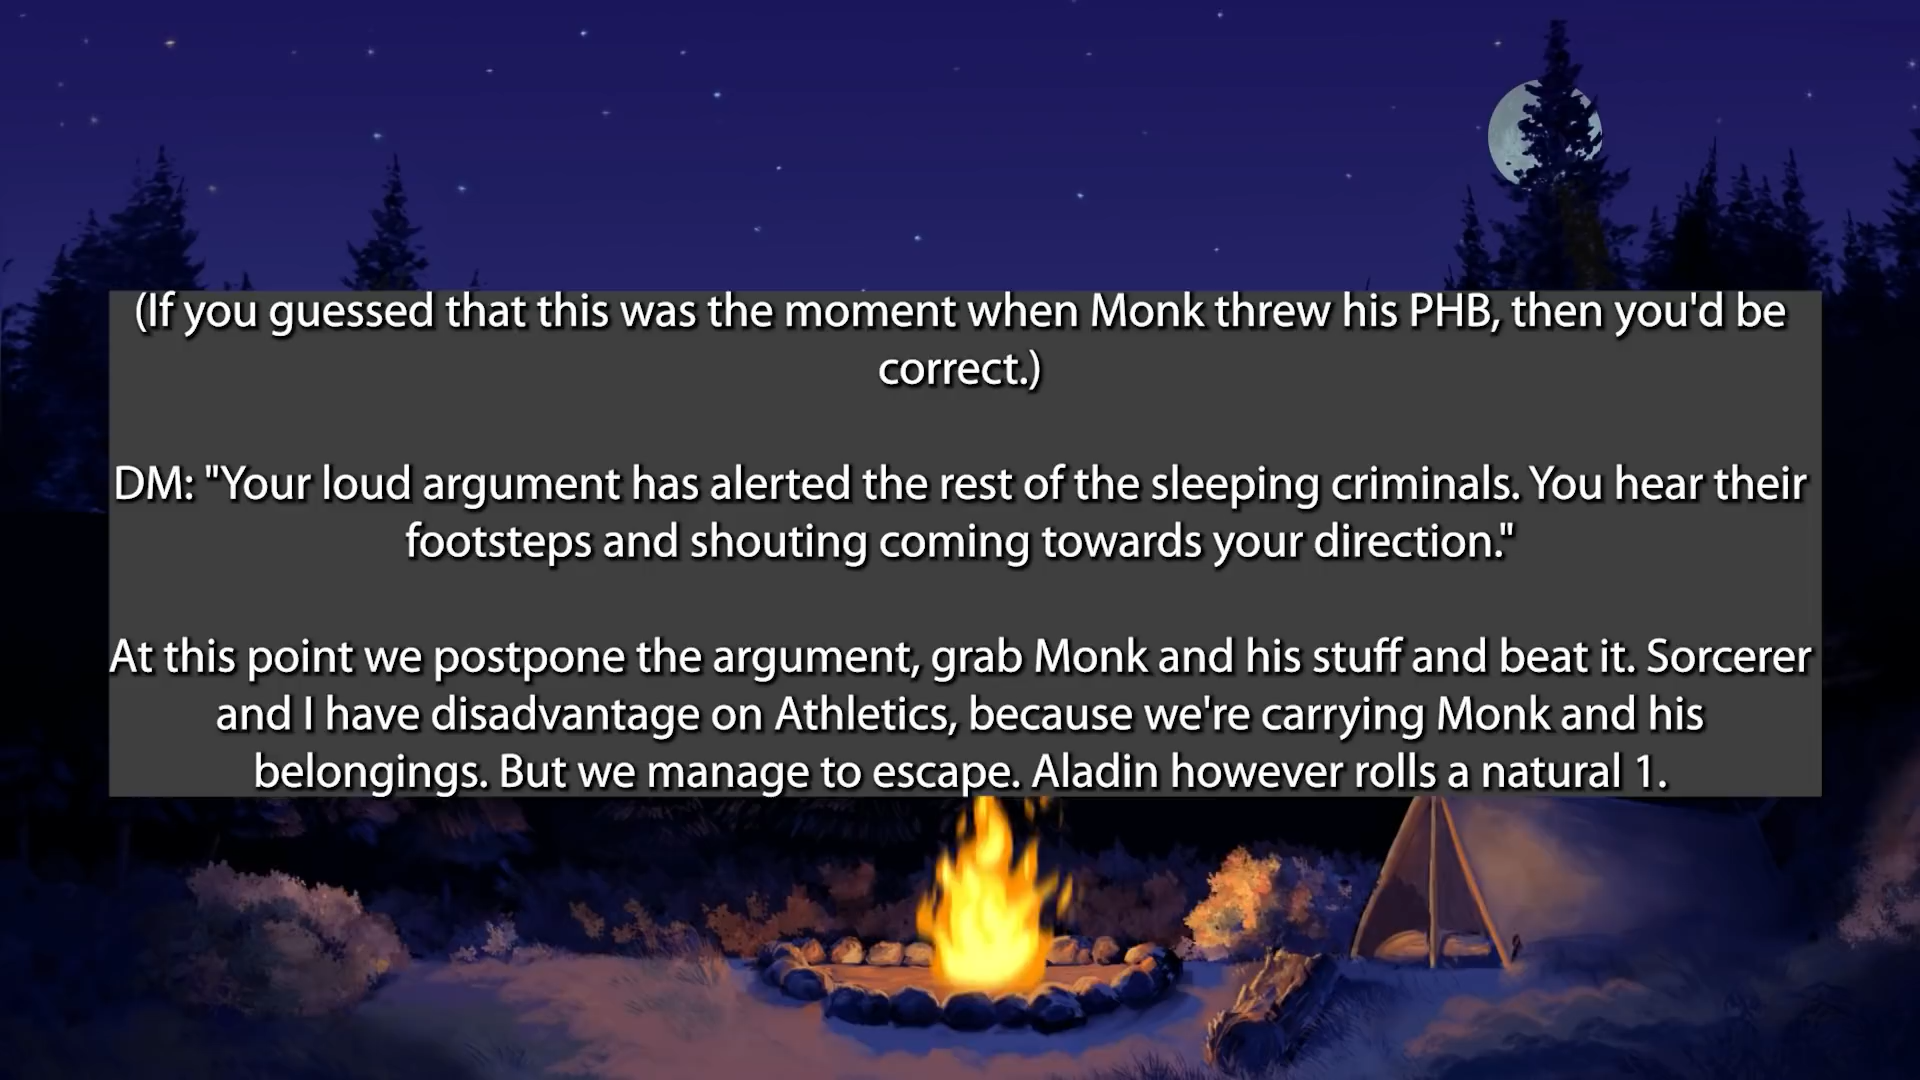 (If you guessed that this was the moment when Monk threw his PHB, then you'd be
correct.)
DM: "Your loud argument has alerted the rest of the sleeping criminals. You hear their
footsteps and shouting coming towards your direction."
At this point we postpone the argument, grab Monk and his stuff and beat it. Sorcerer
and I have disadvantage on Athletics, because we're carrying Monk and his
belongings. But we manage to escape. Aladin however rolls a natural 1.